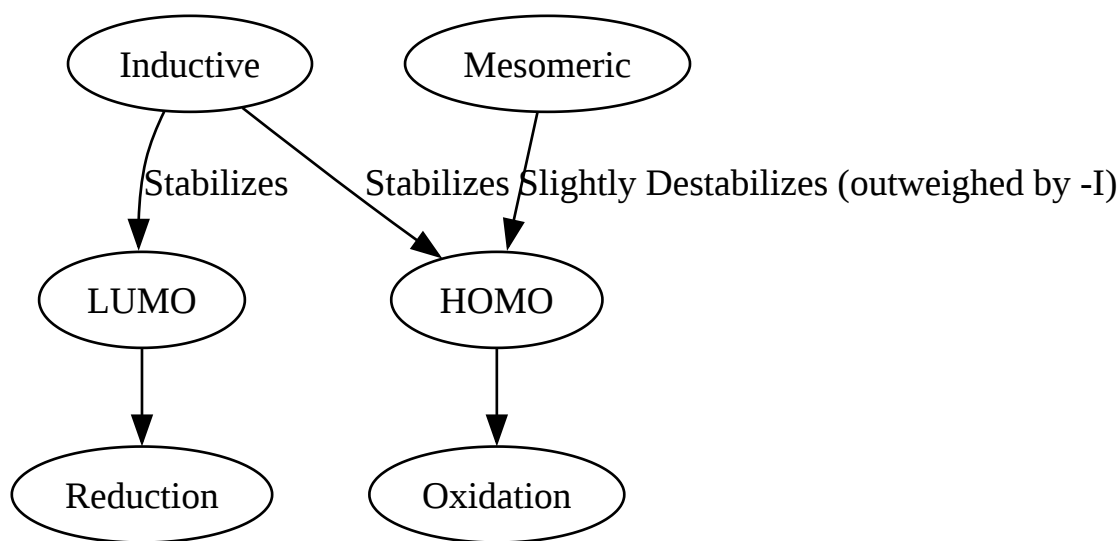 Inductive
Mesomeric
Stabilizes
Stabilizes
Slightly Destabilizes (outweighed by -I)
LUMO
HOMO
Reduction
Oxidation